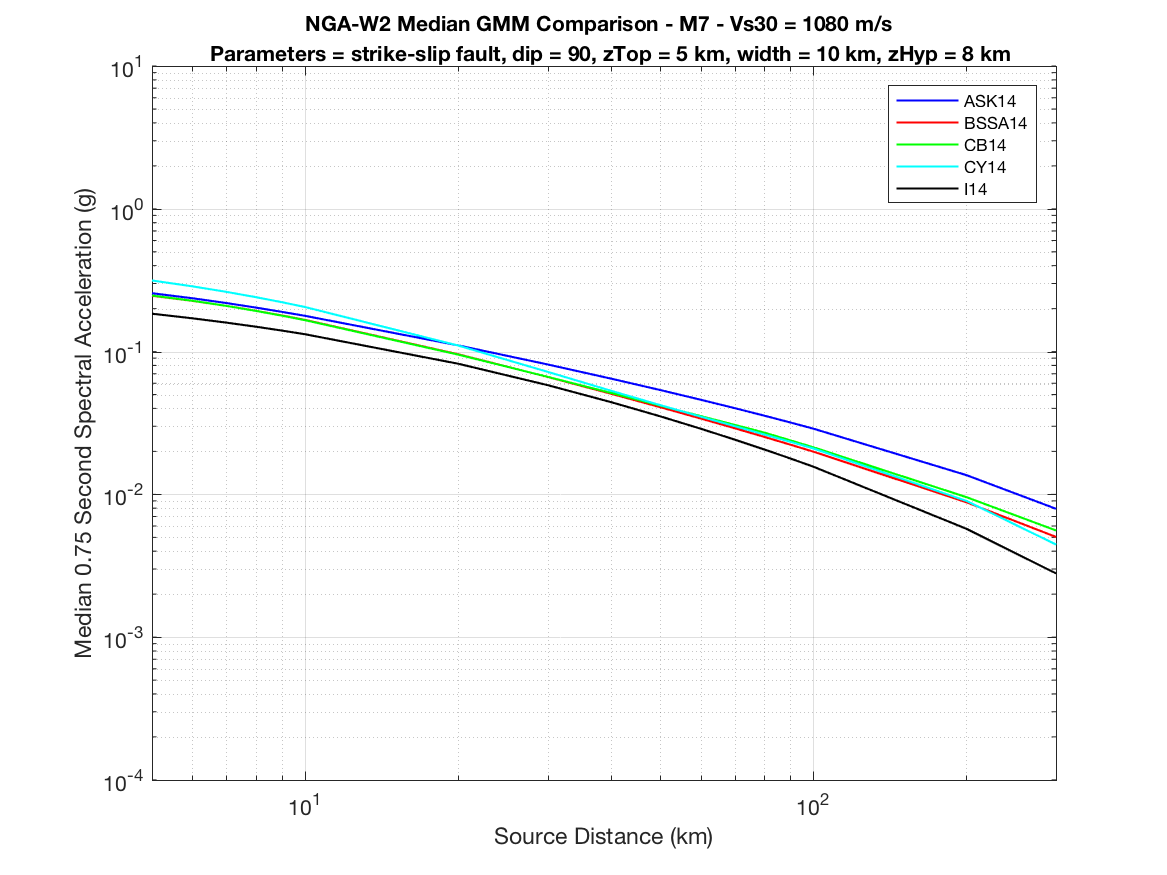 NGA-W2 Median GMM Comparison - M7 - Vs30 = 1080 m/s
Parameters = strike-slip fault, dip = 90, zTop = 5 km, width = 10 km, zHyp = 8 km
10^1
10^0
10^-1
10^-2
10^-3
10^-4
Median 0.75 Second Spectral Acceleration (g)
ASK14
BSSA14
CB14
CY14
I14
10^1
10^2
Source Distance (km)